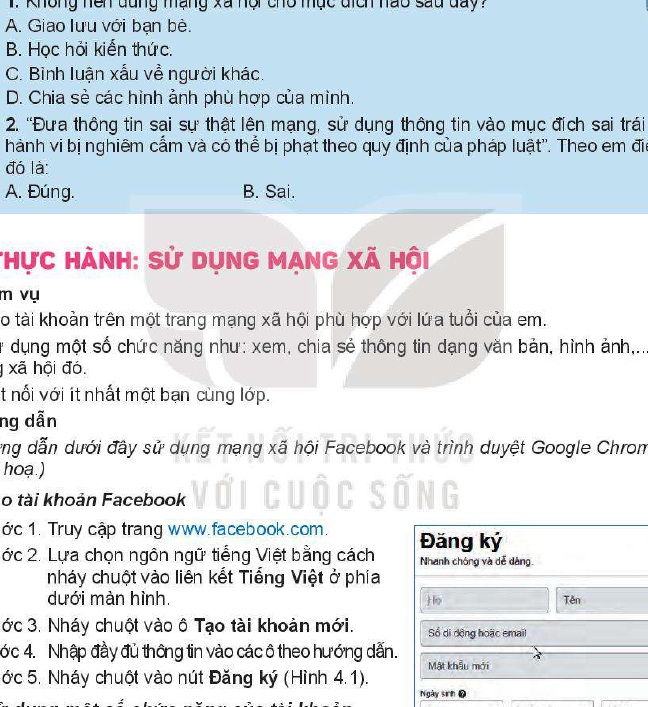 1. Không nên dùng mạng xã hội cho mục đích nào sau đây?
A. Giao lưu với bạn bè.
B. Học hỏi kiến thức.
C. Bình luận xấu về người khác.
D. Chia sẻ các hình ảnh phù hợp của mình.
2. “Đưa thông tin sai sự thật lên mạng, sử dụng thông tin vào mục đích sai trái
hành vi bị nghiêm cấm và có thể bị phạt theo quy định của pháp luật”. Theo em
đó là:
A. Đúng. B. Sai.
THỰC HÀNH: SỬ DỤNG MẠNG XÃ HỘI
m vụ
o tài khoản trên một trang mạng xã hội phù hợp với lứa tuổi của em.
dụng một số chức năng như: xem, chia sẻ thông tin dạng văn bản, hình ảnh,...
g xã hội đó.
t nối với ít nhất một bạn cùng lớp.
ng dẫn
ng dẫn dưới đây sử dụng mạng xã hội Facebook và trình duyệt Google Chrom
hoạ.)
KẾT NỐI TRI THỨC
VỚI CUỘC SỐNG
o tài khoản Facebook
ớc 1. Truy cập trang www.facebook.com.
ớc 2. Lựa chọn ngôn ngữ tiếng Việt bằng cách
nháy chuột vào liên kết Tiếng Việt ở phía
dưới màn hình.
ớc 3. Nháy chuột vào ô Tạo tài khoản mới.
ớc 4. Nhập đầy đủ thông tin vào các ô theo hướng dẫn.
ớc 5. Nháy chuột vào nút Đăng ký (Hình 4.1).
Đăng ký
Nhanh chóng và dễ dàng.
Họ Tên
Số di động hoặc email
Mật khẩu mới
Ngày sinh